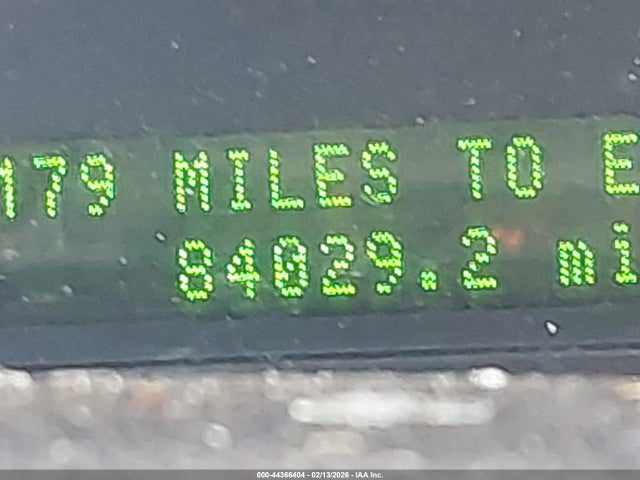 179 MILES TO E
84029.2 mi
000-44366404 - 02/13/2026 - IAA Inc.